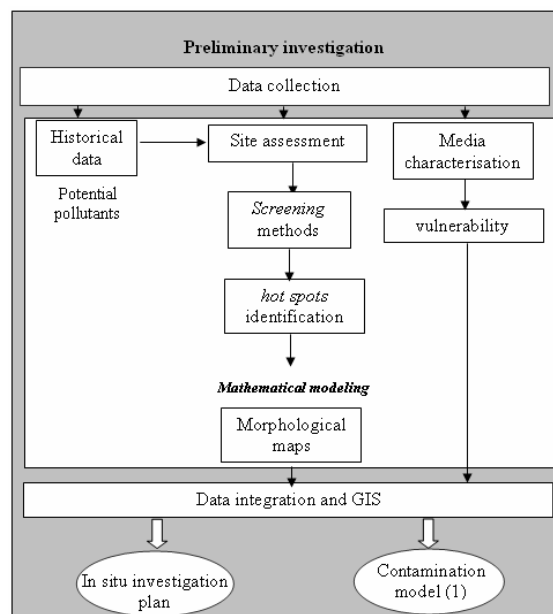 Preliminary investigation
Data collection
Historical
data
Site assessment
Media
characterisation
Potential
pollutants
Screening
methods
vulnerability
hot spots
identification
Mathematical modeling
Morphological
maps
Data integration and GIS
In situ investigation
plan
Contamination
model (1)